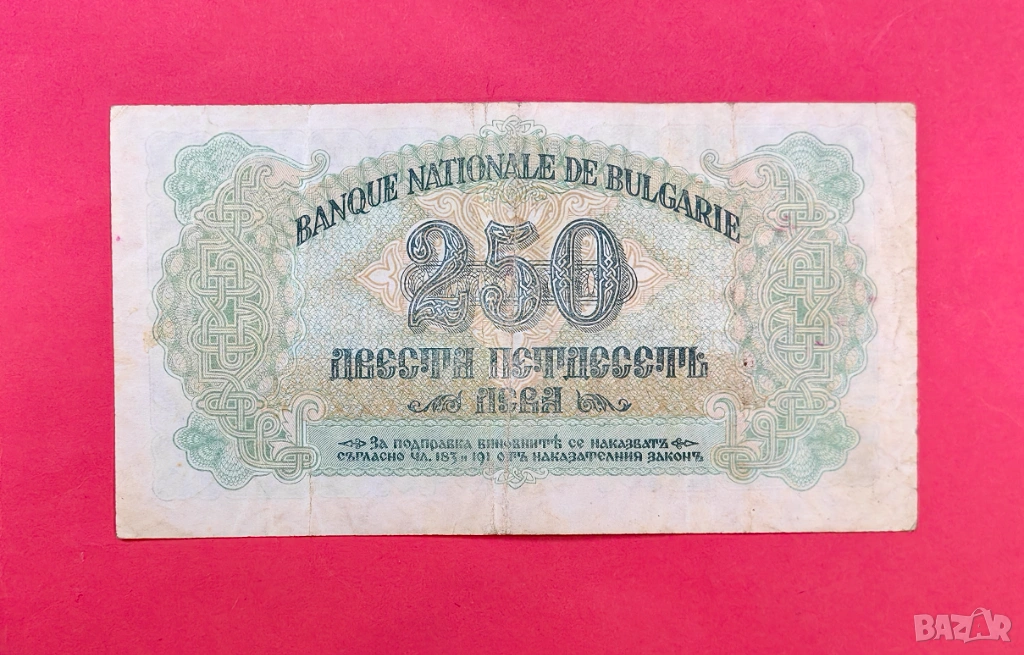 BANQUE NATIONALE DE BULGARIE
250
ДВЕСТА ПЕТДЕСЕТЬ
ЛЕВА
За подправка виновнитѣ се наказватъ
съгласно чл. 183 и 191 отъ наказателния законъ
BAZAR